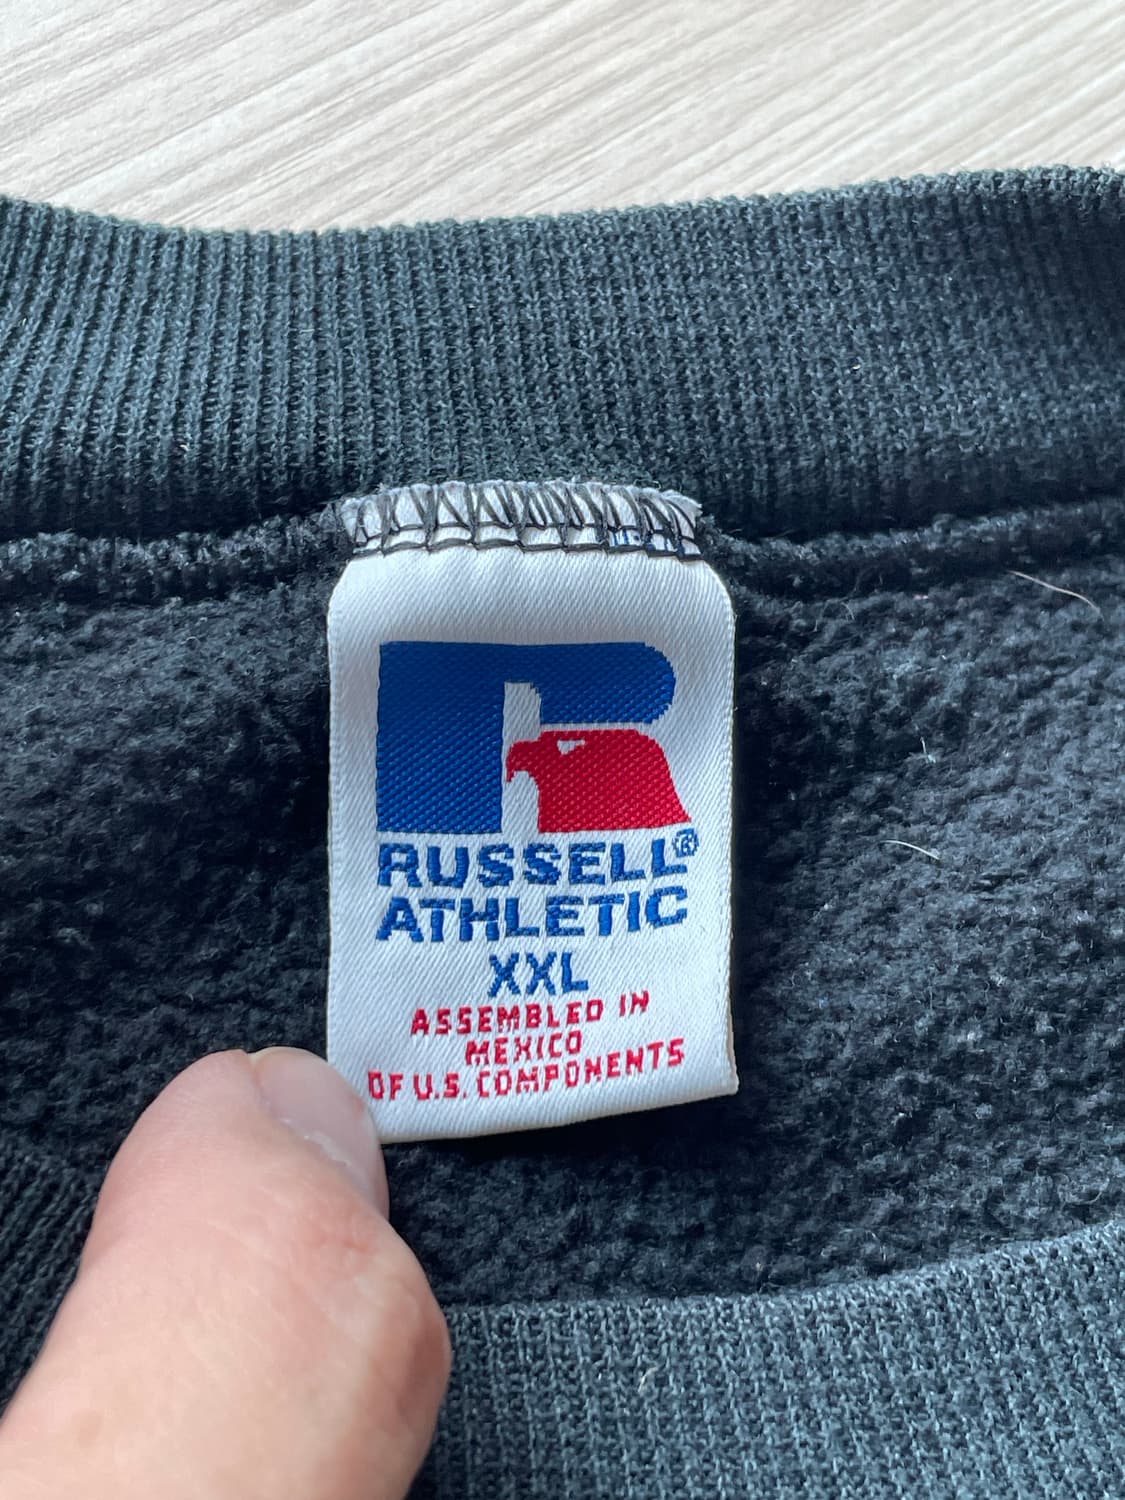 RUSSELL®
ATHLETIC
XXL
ASSEMBLED IN
MEXICO
OF U.S. COMPONENTS